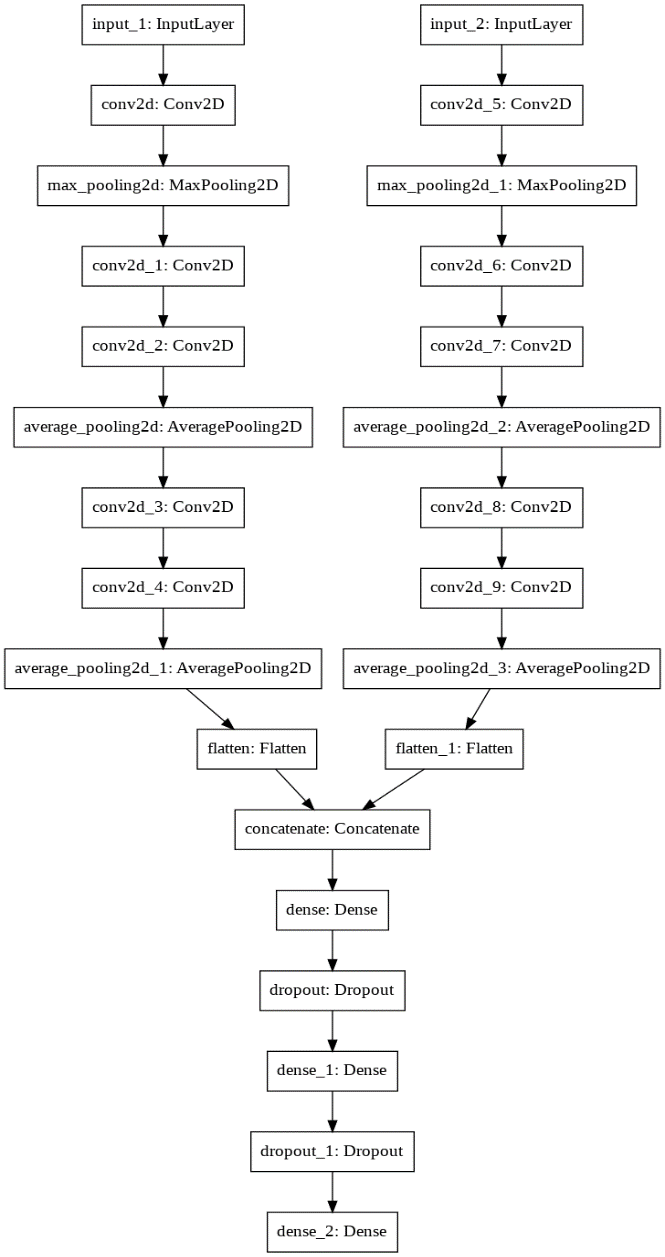 input_1: InputLayer
input_2: InputLayer
conv2d: Conv2D
conv2d_5: Conv2D
max_pooling2d: MaxPooling2D
max_pooling2d_1: MaxPooling2D
conv2d_1: Conv2D
conv2d_6: Conv2D
conv2d_2: Conv2D
conv2d_7: Conv2D
average_pooling2d: AveragePooling2D
average_pooling2d_2: AveragePooling2D
conv2d_3: Conv2D
conv2d_8: Conv2D
conv2d_4: Conv2D
conv2d_9: Conv2D
average_pooling2d_1: AveragePooling2D
average_pooling2d_3: AveragePooling2D
flatten: Flatten
flatten_1: Flatten
concatenate: Concatenate
dense: Dense
dropout: Dropout
dense_1: Dense
dropout_1: Dropout
dense_2: Dense